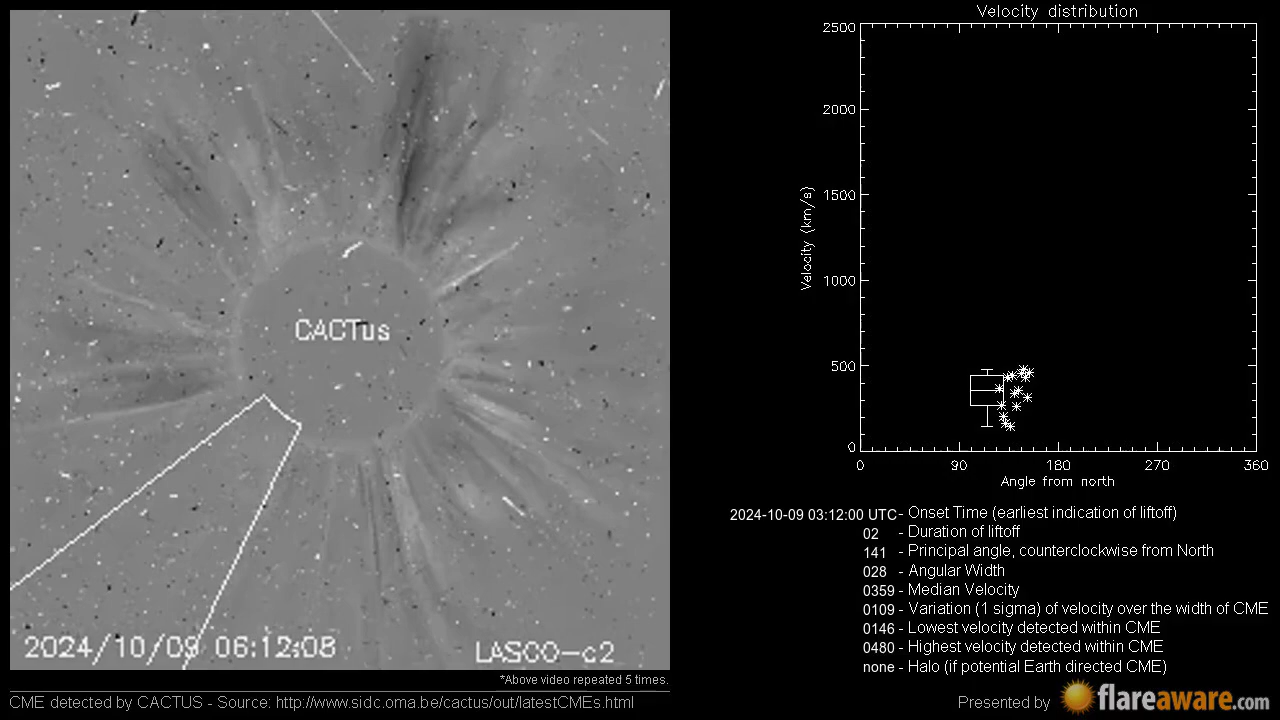 CACTus
2024/10/09 06:12:08
LASCO-c2
*Above video repeated 5 times.
CME detected by CACTUS - Source: http://www.sidc.oma.be/cactus/out/latestCMEs.html
Velocity distribution
2500
2000
1500
1000
500
0
Velocity (km/s)
0 90 180 270 360
Angle from north
2024-10-09 03:12:00 UTC - Onset Time (earliest indication of liftoff)
02 - Duration of liftoff
141 - Principal angle, counterclockwise from North
028 - Angular Width
0359 - Median Velocity
0109 - Variation (1 sigma) of velocity over the width of CME
0146 - Lowest velocity detected within CME
0480 - Highest velocity detected within CME
none - Halo (if potential Earth directed CME)
Presented by flareaware.com